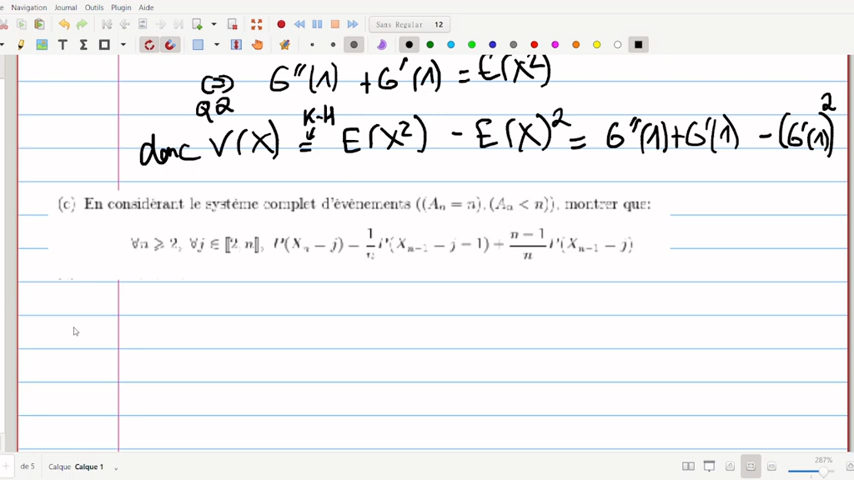 Navigation Journal Outils Plugin Aide
Sans Regular 12
⟺ G''(1) + G'(1) = E(X²)
Q2
donc V(X) =^{K-H} E(X²) - E(X)² = G''(1)+G'(1) - (G'(1))²
(c) En considérant le système complet d'évènements ((Aₙ = n), (Aₙ < n)), montrer que:
∀n ⩾ 2, ∀j ∈ ⟦2, n⟧, P(Xₙ = j) = 1/n P(Xₙ₋₁ = j − 1) + (n − 1)/n P(Xₙ₋₁ = j)
de 5 Calque Calque 1 287%